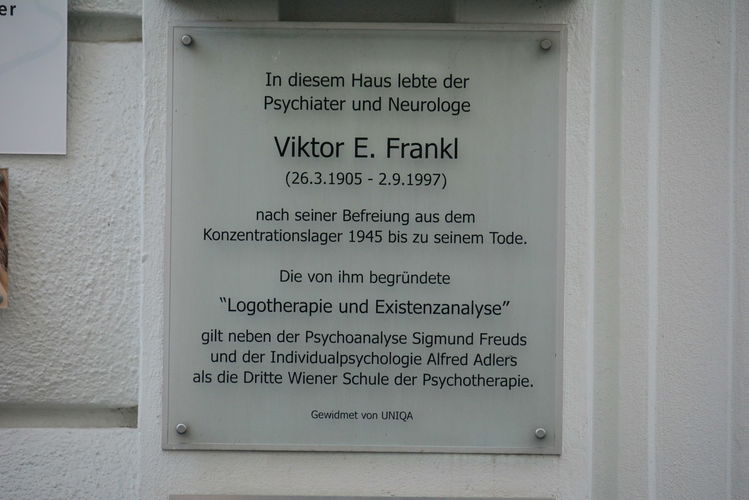 er
In diesem Haus lebte der
Psychiater und Neurologe
Viktor E. Frankl
(26.3.1905 - 2.9.1997)
nach seiner Befreiung aus dem
Konzentrationslager 1945 bis zu seinem Tode.
Die von ihm begründete
“Logotherapie und Existenzanalyse”
gilt neben der Psychoanalyse Sigmund Freuds
und der Individualpsychologie Alfred Adlers
als die Dritte Wiener Schule der Psychotherapie.
Gewidmet von UNIQA